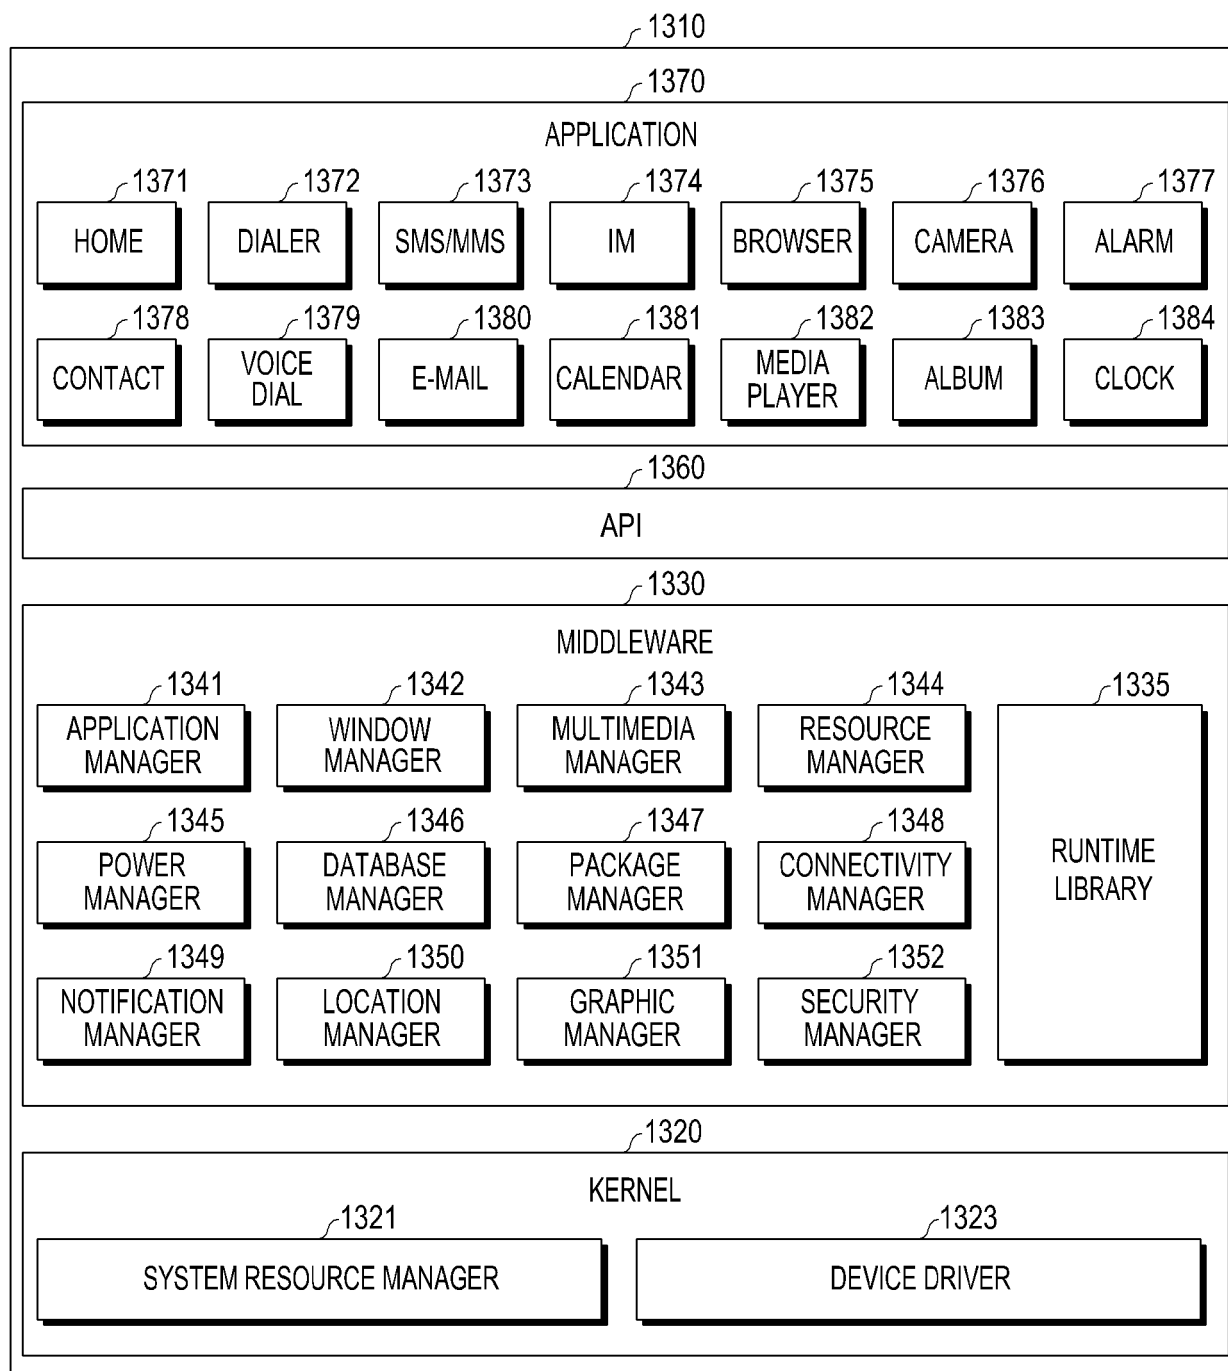 1310
1370
APPLICATION
1371 1372 1373 1374 1375 1376 1377
HOME DIALER SMS/MMS IM BROWSER CAMERA ALARM
1378 1379 1380 1381 1382 1383 1384
CONTACT
VOICE
DIAL
E-MAIL
CALENDAR
MEDIA
PLAYER
ALBUM
CLOCK
1360
API
1330
MIDDLEWARE
1341 1342 1343 1344 1335
APPLICATION
MANAGER
WINDOW
MANAGER
MULTIMEDIA
MANAGER
RESOURCE
MANAGER
1345 1346 1347 1348
POWER
MANAGER
DATABASE
MANAGER
PACKAGE
MANAGER
CONNECTIVITY
MANAGER
RUNTIME
LIBRARY
1349 1350 1351 1352
NOTIFICATION
MANAGER
LOCATION
MANAGER
GRAPHIC
MANAGER
SECURITY
MANAGER
1320
KERNEL
1321 1323
SYSTEM RESOURCE MANAGER DEVICE DRIVER